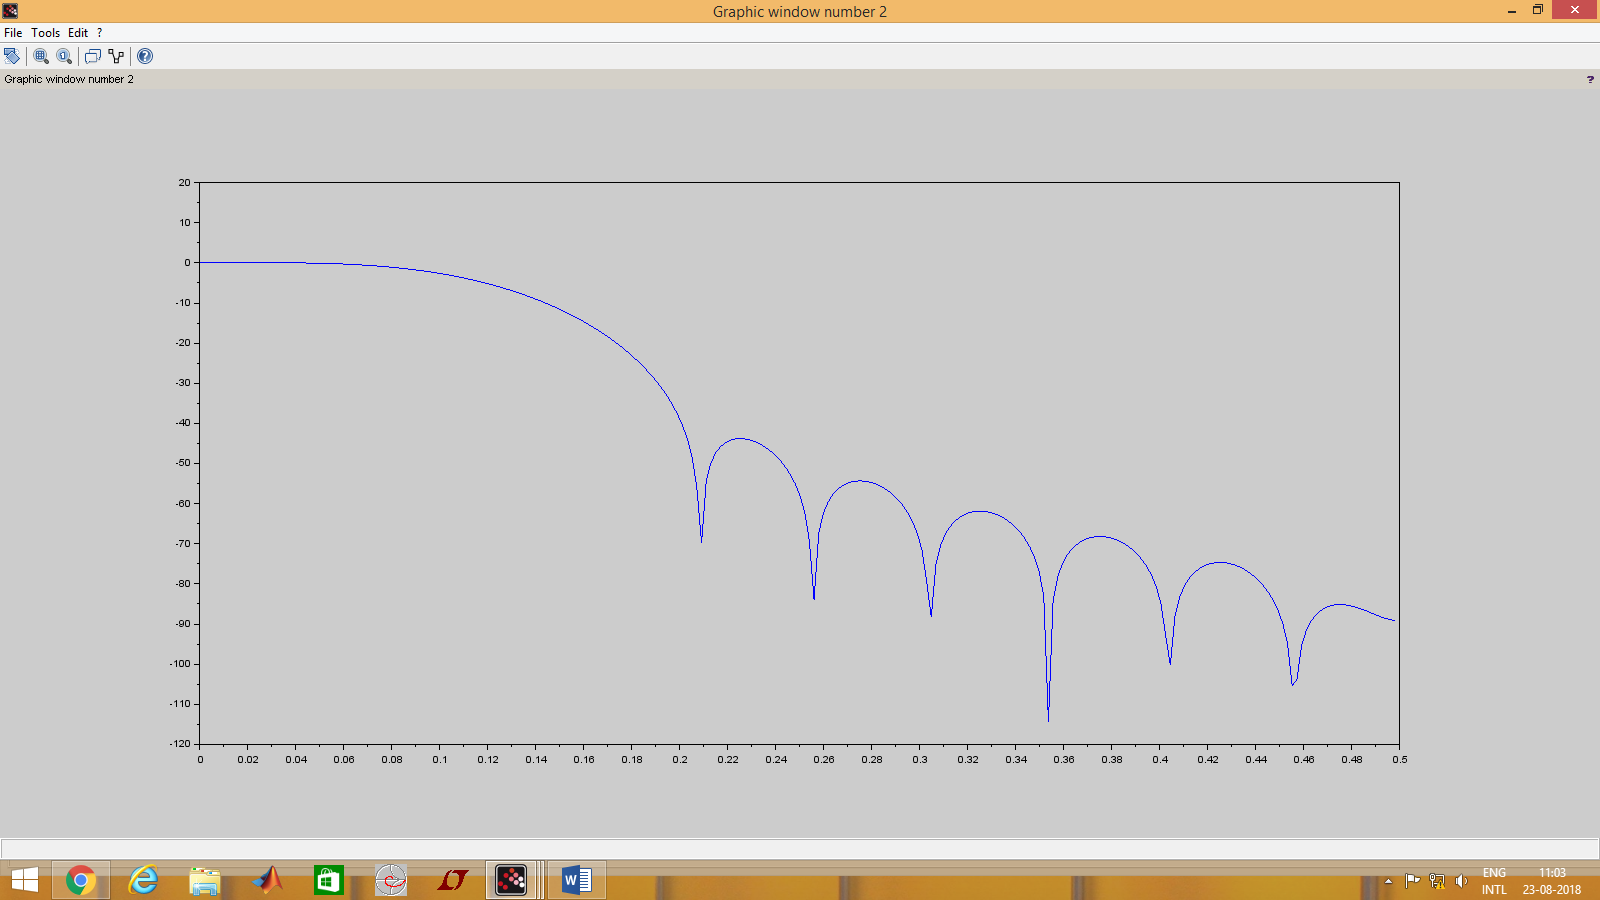 Graphic window number 2
File Tools Edit ?
Graphic window number 2 ?
20
10
0
-10
-20
-30
-40
-50
-60
-70
-80
-90
-100
-110
-120
0 0.02 0.04 0.06 0.08 0.1 0.12 0.14 0.16 0.18 0.2 0.22 0.24 0.26 0.28 0.3 0.32 0.34 0.36 0.38 0.4 0.42 0.44 0.46 0.48 0.5
ENG 11:03
INTL 23-08-2018